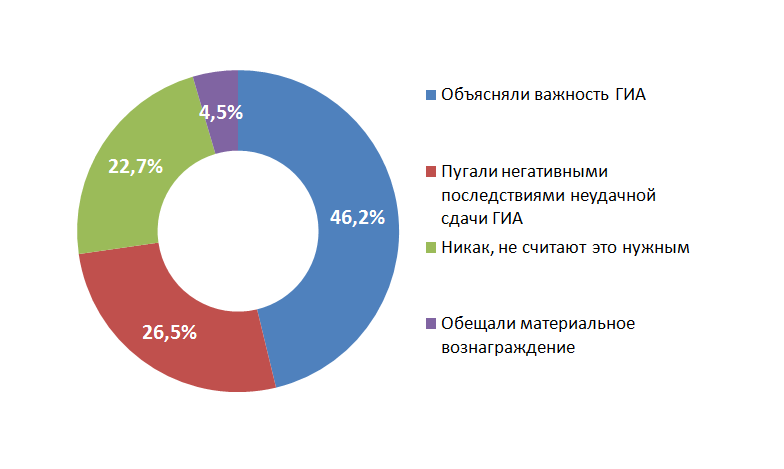 4,5%
22,7%
46,2%
26,5%
Объясняли важность ГИА
Пугали негативными
последствиями неудачной
сдачи ГИА
Никак, не считают это нужным
Обещали материальное
вознаграждение